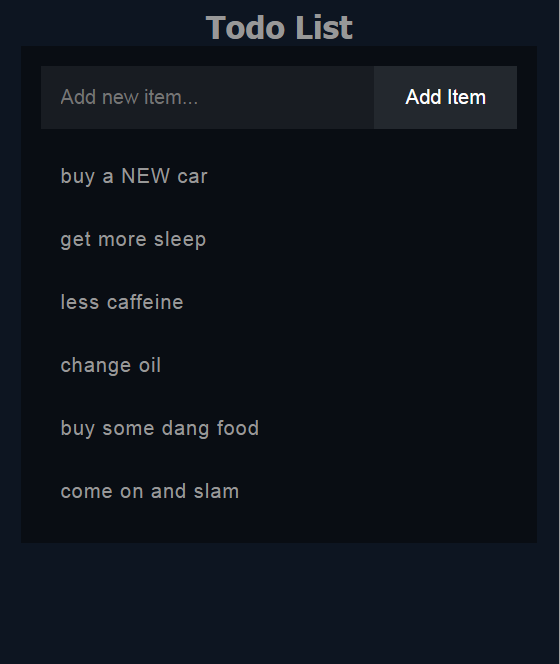 Todo List
Add new item... Add Item
buy a NEW car
get more sleep
less caffeine
change oil
buy some dang food
come on and slam